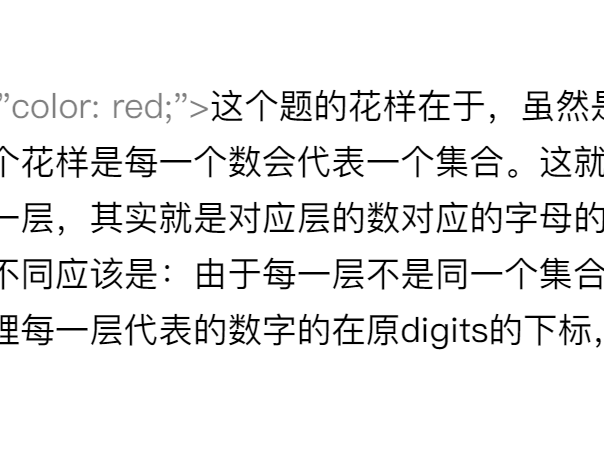 ”color: red;”>这个题的花样在于，虽然是
个花样是每一个数会代表一个集合。这就
一层，其实就是对应层的数对应的字母的
不同应该是：由于每一层不是同一个集合
理每一层代表的数字的在原digits的下标，